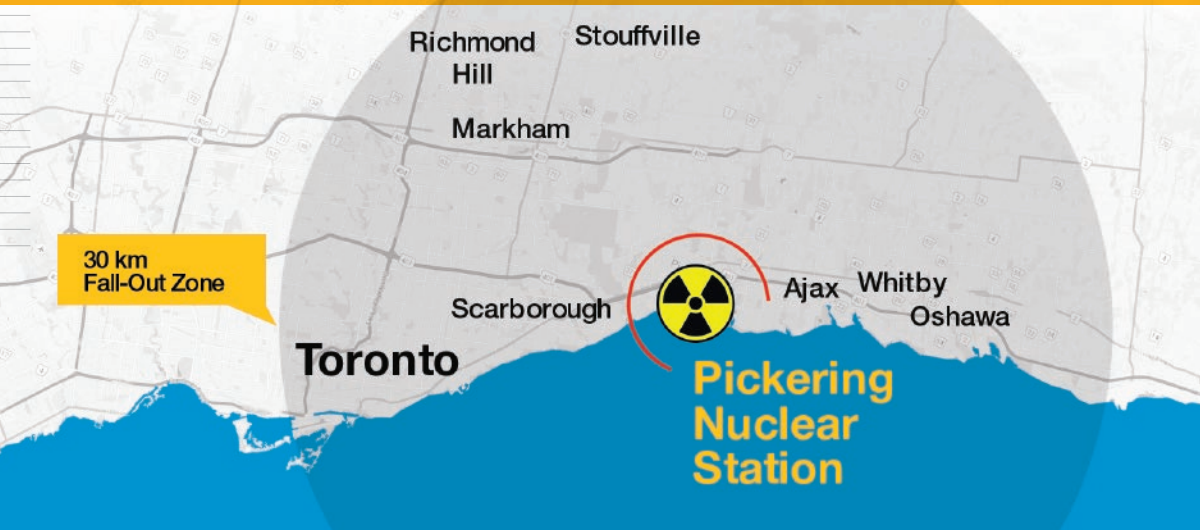 Richmond
Hill
Stouffville
Markham
30 km
Fall-Out Zone
Scarborough
Ajax
Whitby
Oshawa
Toronto
Pickering
Nuclear
Station